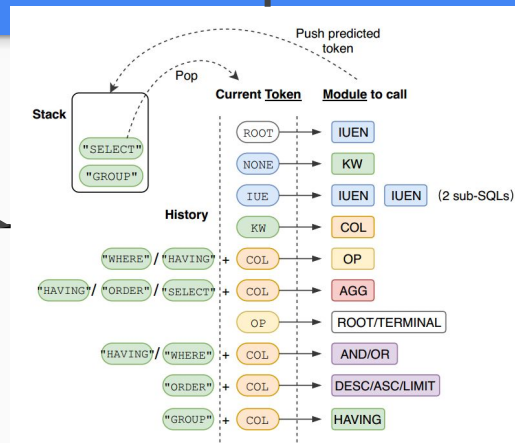 Push predicted
token
Pop
Current Token Module to call
Stack
"SELECT"
"GROUP"
ROOT IUEN
NONE KW
IUE IUEN IUEN (2 sub-SQLs)
History
KW COL
"WHERE" / "HAVING" + COL OP
"HAVING" / "ORDER" / "SELECT" + COL AGG
OP ROOT/TERMINAL
"HAVING" / "WHERE" + COL AND/OR
"ORDER" + COL DESC/ASC/LIMIT
"GROUP" + COL HAVING